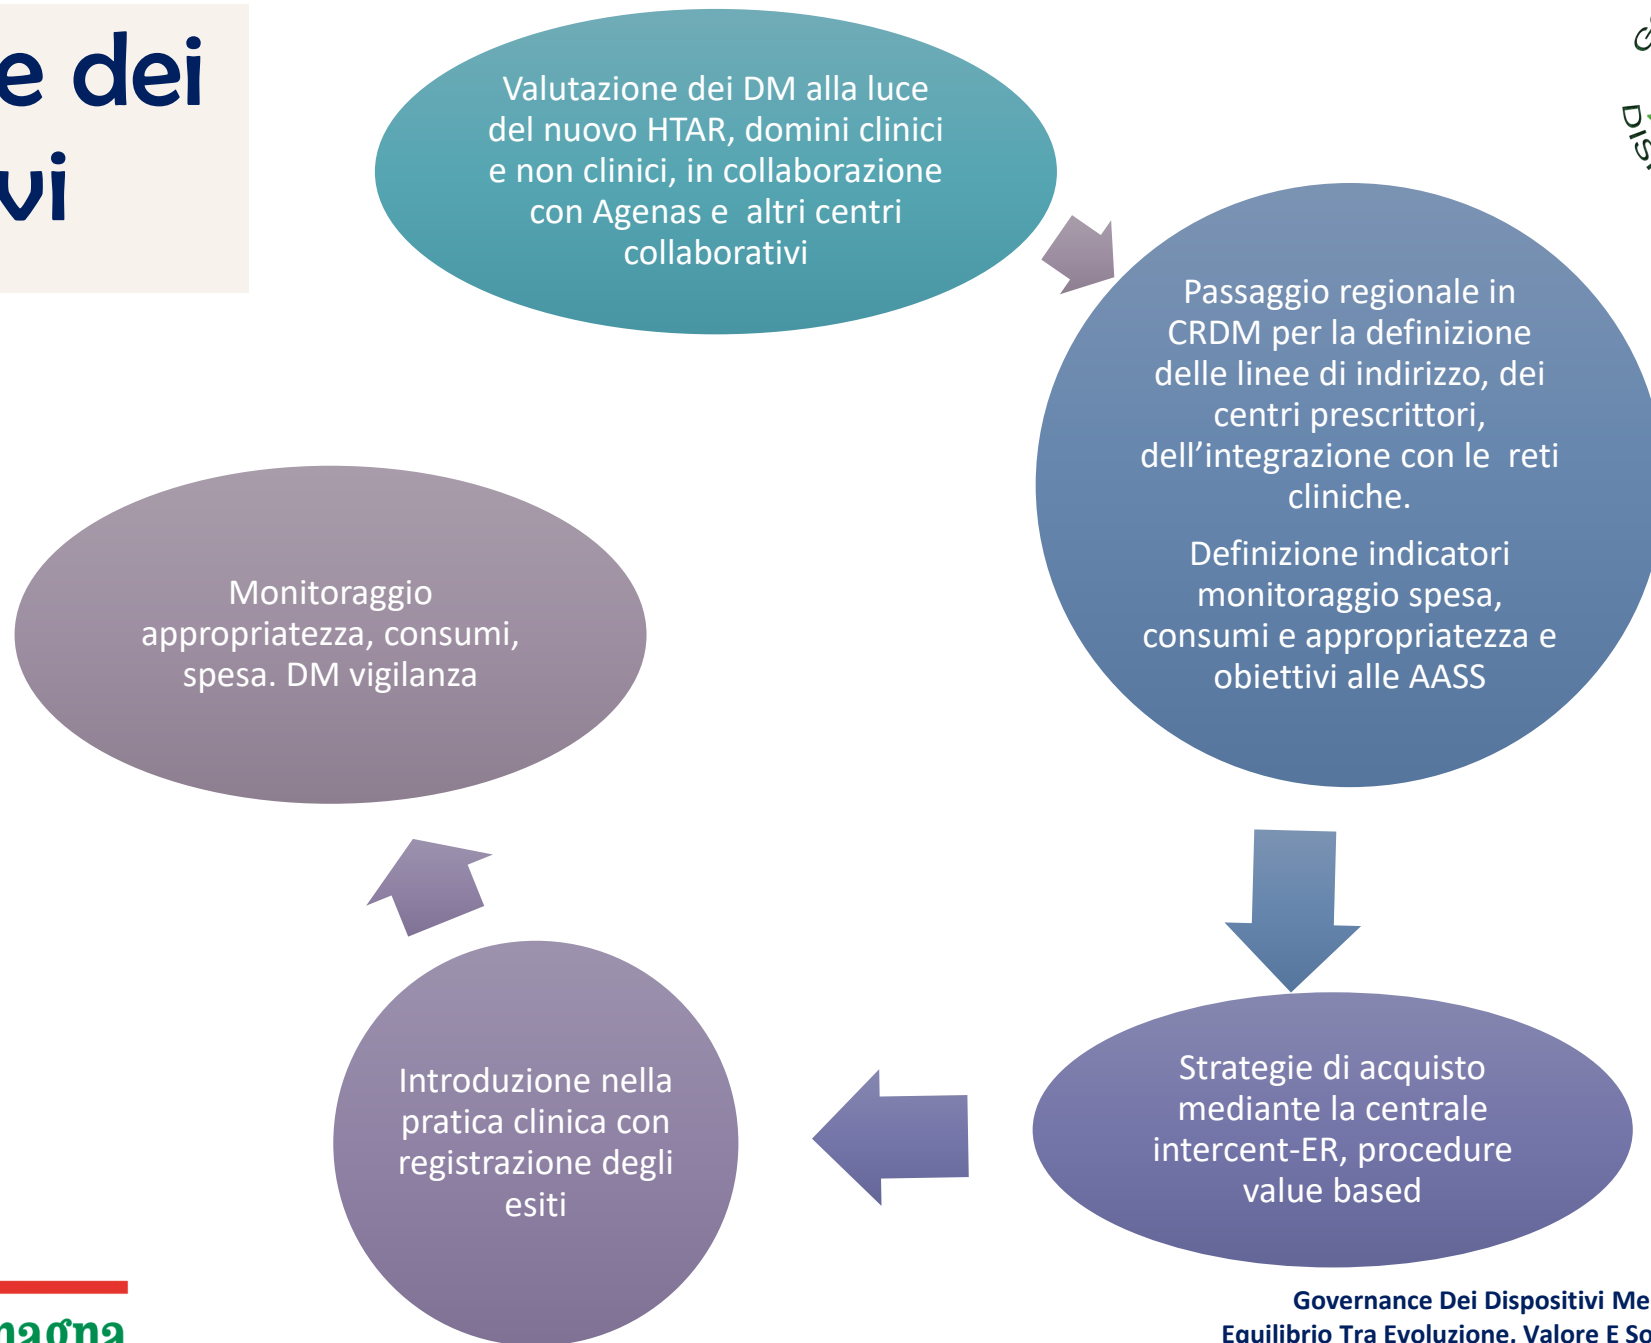 e dei
vi
Valutazione dei DM alla luce
del nuovo HTAR, domini clinici
e non clinici, in collaborazione
con Agenas e altri centri
collaborativi
Passaggio regionale in
CRDM per la definizione
delle linee di indirizzo, dei
centri prescrittori,
dell’integrazione con le reti
cliniche.
Definizione indicatori
monitoraggio spesa,
consumi e appropriatezza e
obiettivi alle AASS
Monitoraggio
appropriatezza, consumi,
spesa. DM vigilanza
Introduzione nella
pratica clinica con
registrazione degli
esiti
Strategie di acquisto
mediante la centrale
intercent-ER, procedure
value based
Governance Dei Dispositivi Me
Equilibrio Tra Evoluzione, Valore E So